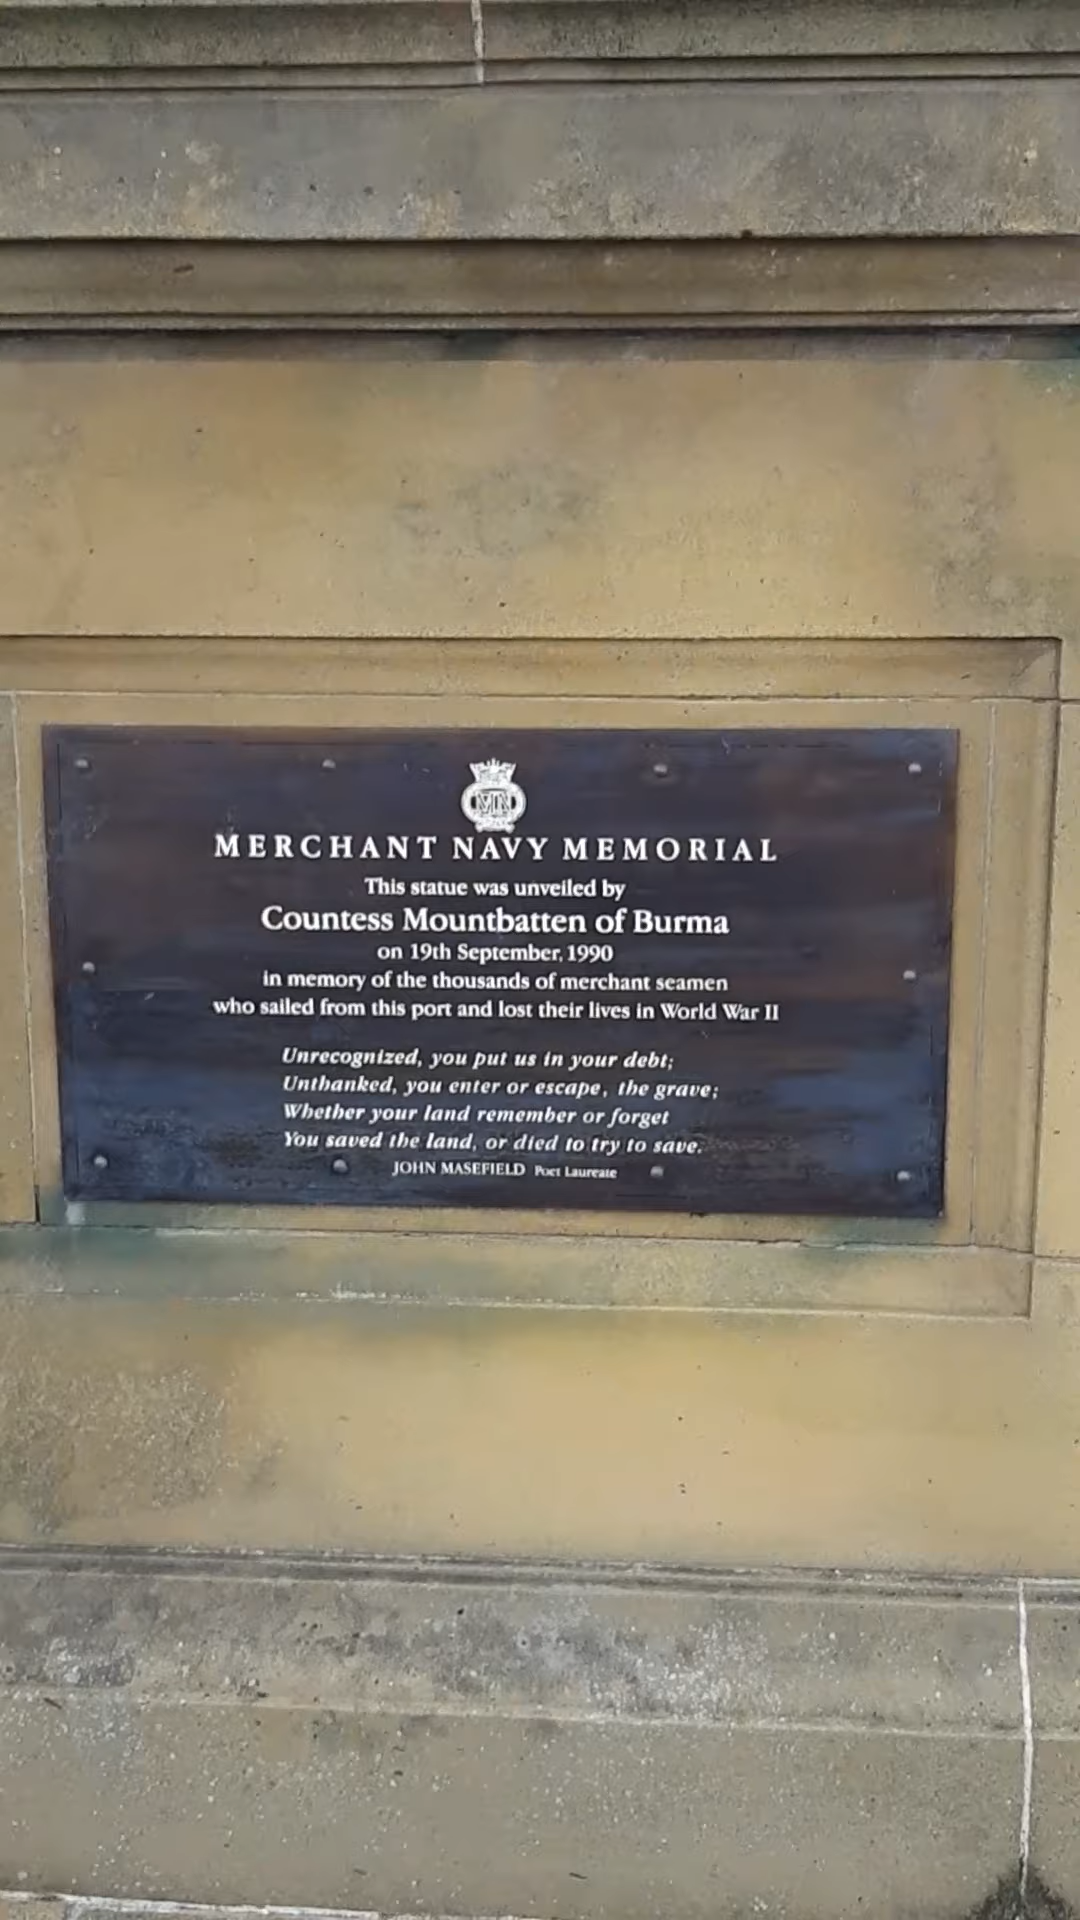 MN
MERCHANT NAVY MEMORIAL
This statue was unveiled by
Countess Mountbatten of Burma
on 19th September, 1990
in memory of the thousands of merchant seamen
who sailed from this port and lost their lives in World War II
Unrecognized, you put us in your debt;
Unthanked, you enter or escape, the grave;
Whether your land remember or forget
You saved the land, or died to try to save.
JOHN MASEFIELD Poet Laureate